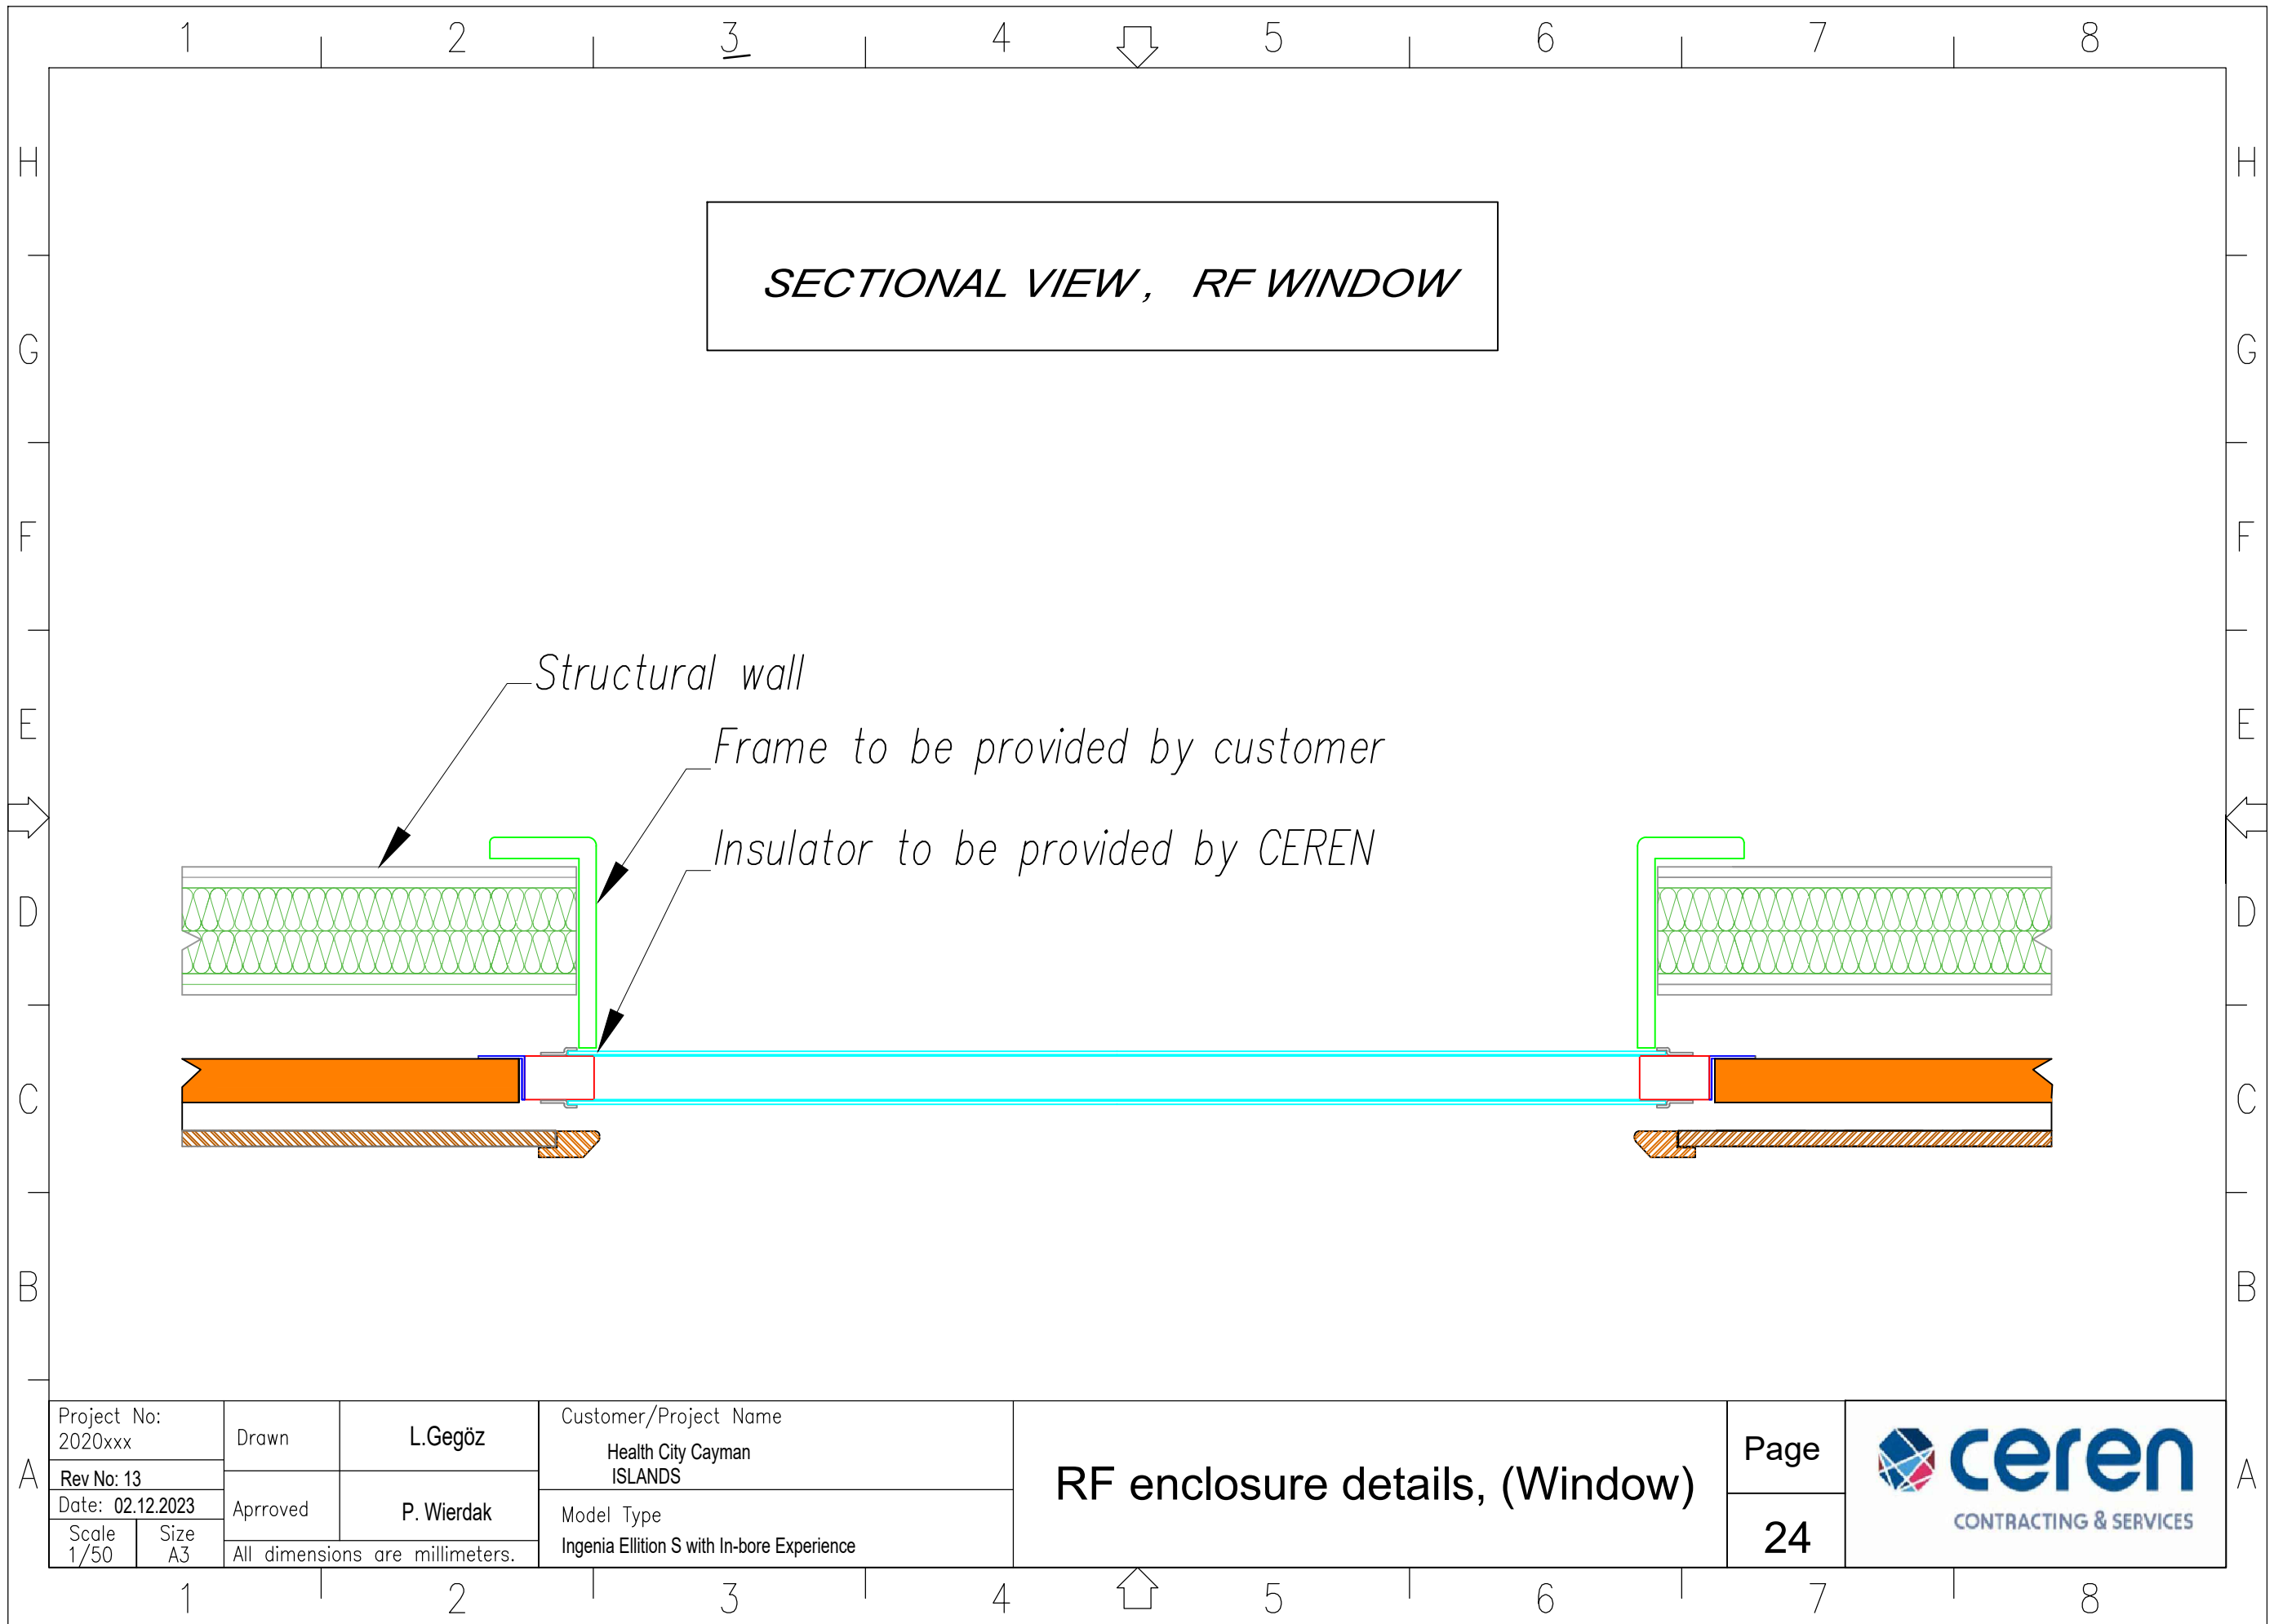 1 2 3 4 5 6 7 8
H H
SECTIONAL VIEW , RF WINDOW
G G
F F
Structural wall
E E
Frame to be provided by customer
Insulator to be provided by CEREN
D D
C C
B B
A A
Project No:
2020xxx
Rev No: 13
Date: 02.12.2023
Scale
1/50
Size
A3
Drawn
L.Gegöz
Aprroved
P. Wierdak
All dimensions are millimeters.
Customer/Project Name
Health City Cayman
ISLANDS
Model Type
Ingenia Ellition S with In-bore Experience
RF enclosure details, (Window)
Page
24
ceren
CONTRACTING & SERVICES
1 2 3 4 5 6 7 8